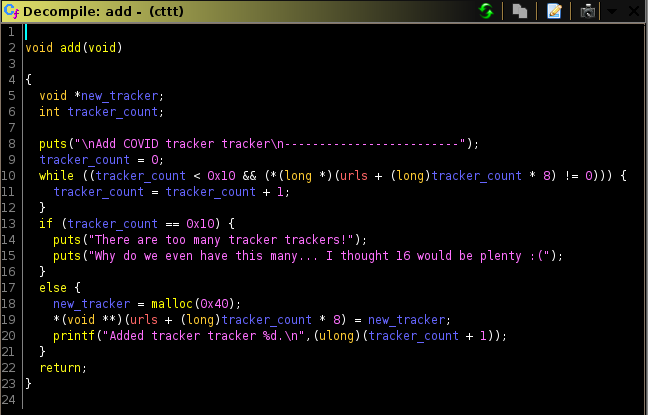 Cf Decompile: add - (cttt)
1
2 void add(void)
3
4 {
5 void *new_tracker;
6 int tracker_count;
7
8 puts("\nAdd COVID tracker tracker\n-------------------------");
9 tracker_count = 0;
10 while ((tracker_count < 0x10 && (*(long *)(urls + (long)tracker_count * 8) != 0))) {
11 tracker_count = tracker_count + 1;
12 }
13 if (tracker_count == 0x10) {
14 puts("There are too many tracker trackers!");
15 puts("Why do we even have this many... I thought 16 would be plenty :(");
16 }
17 else {
18 new_tracker = malloc(0x40);
19 *(void **)(urls + (long)tracker_count * 8) = new_tracker;
20 printf("Added tracker tracker %d.\n",(ulong)(tracker_count + 1));
21 }
22 return;
23 }
24